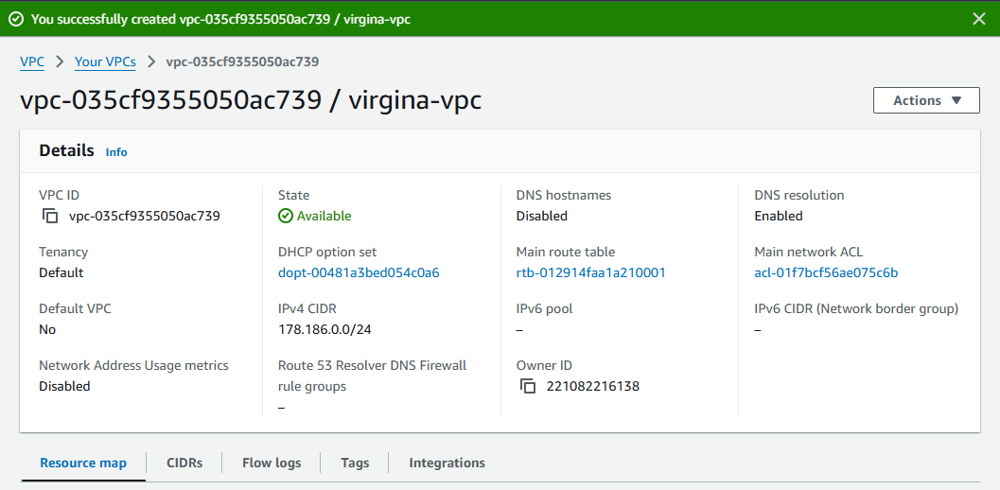 You successfully created vpc-035cf9355050ac739 / virgina-vpc
VPC > Your VPCs > vpc-035cf9355050ac739
vpc-035cf9355050ac739 / virgina-vpc
Actions
Details Info
VPC ID
vpc-035cf9355050ac739
State
Available
DNS hostnames
Disabled
DNS resolution
Enabled
Tenancy
Default
DHCP option set
dopt-00481a3bed054c0a6
Main route table
rtb-012914faa1a210001
Main network ACL
acl-01f7bcf56ae075c6b
Default VPC
No
IPv4 CIDR
178.186.0.0/24
IPv6 pool
–
IPv6 CIDR (Network border group)
–
Network Address Usage metrics
Disabled
Route 53 Resolver DNS Firewall
rule groups
–
Owner ID
221082216138
Resource map CIDRs Flow logs Tags Integrations